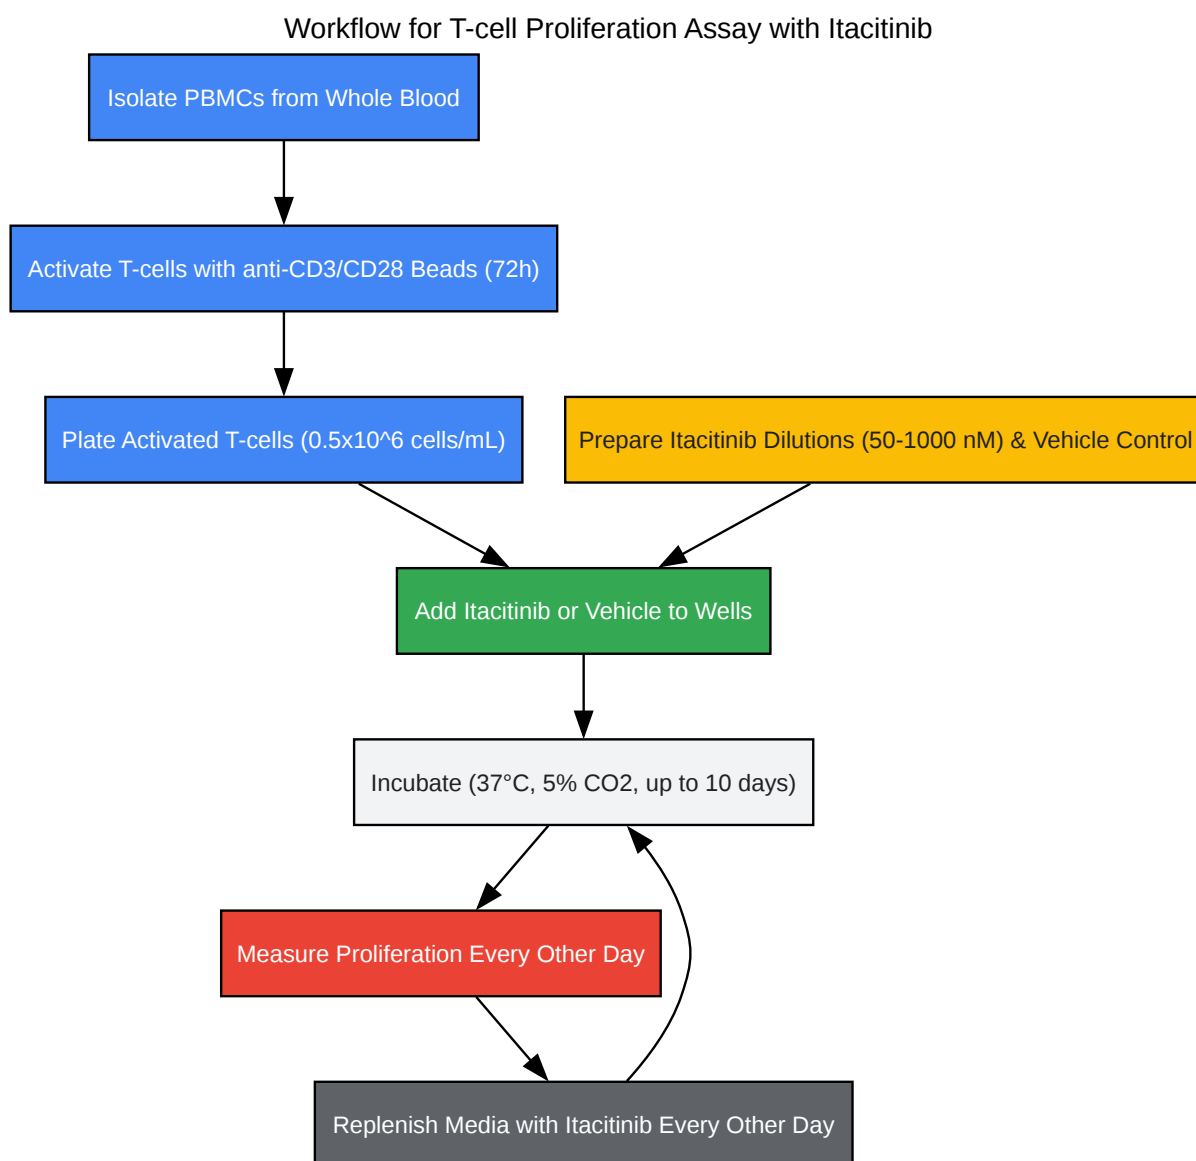 Workflow for T-cell Proliferation Assay with Itacitinib
Isolate PBMCs from Whole Blood
Activate T-cells with anti-CD3/CD28 Beads (72h)
Plate Activated T-cells (0.5x10^6 cells/mL)
Prepare Itacitinib Dilutions (50-1000 nM) & Vehicle Control
Add Itacitinib or Vehicle to Wells
Incubate (37°C, 5% CO2, up to 10 days)
Measure Proliferation Every Other Day
Replenish Media with Itacitinib Every Other Day